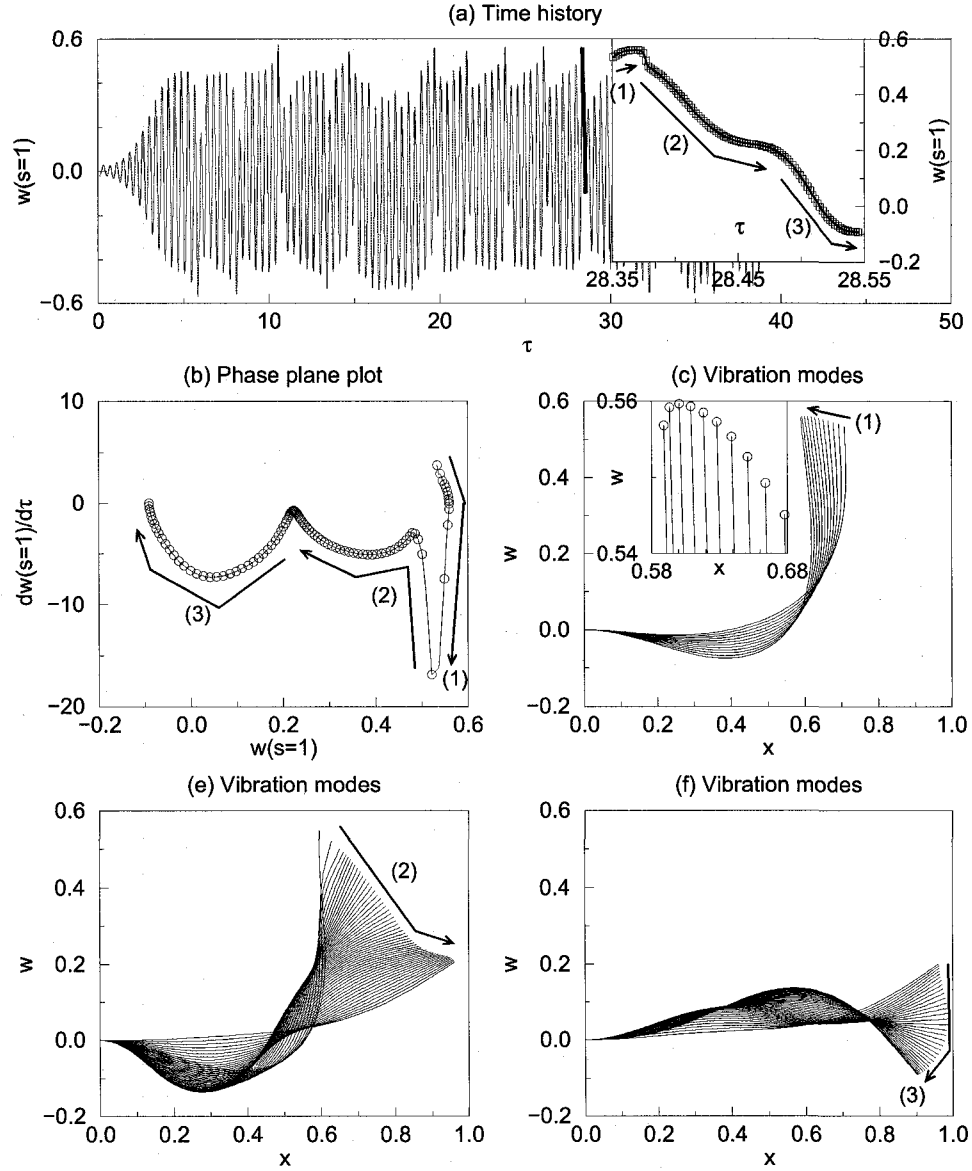 (a) Time history
0.6
0.0
−0.6
w(s=1)
0 10 20 30 40 50
τ
(1)
(2)
(3)
τ
28.35 28.45 28.55
0.6
0.4
0.2
0.0
−0.2
w(s=1)
(b) Phase plane plot
10
0
−10
−20
dw(s=1)/dτ
−0.2 0.0 0.2 0.4 0.6
w(s=1)
(3)
(2)
(1)
(c) Vibration modes
0.6
0.4
0.2
0.0
−0.2
w
0.0 0.2 0.4 0.6 0.8 1.0
x
0.56
0.54
w
0.58 x 0.68
(1)
(e) Vibration modes
0.6
0.4
0.2
0.0
−0.2
w
0.0 0.2 0.4 0.6 0.8 1.0
x
(2)
(f) Vibration modes
0.6
0.4
0.2
0.0
−0.2
w
0.0 0.2 0.4 0.6 0.8 1.0
x
(3)